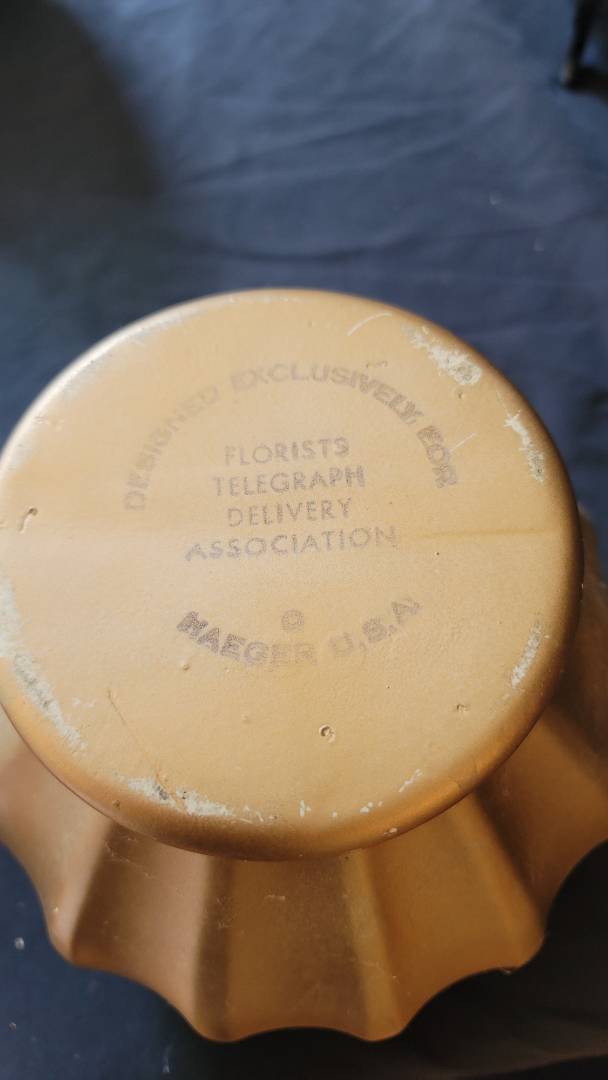 DESIGNED EXCLUSIVELY FOR
FLORISTS
TELEGRAPH
DELIVERY
ASSOCIATION
©
HAEGER U.S.A.